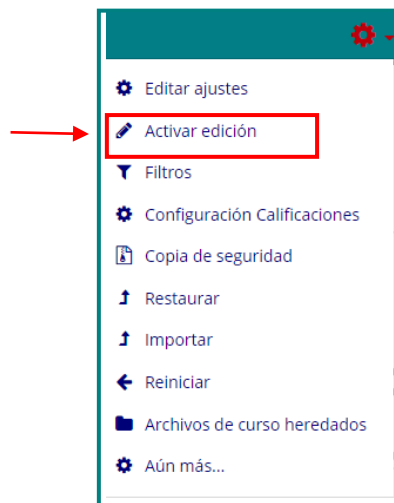 Editar ajustes
Activar edición
Filtros
Configuración Calificaciones
Copia de seguridad
Restaurar
Importar
Reiniciar
Archivos de curso heredados
Aún más...